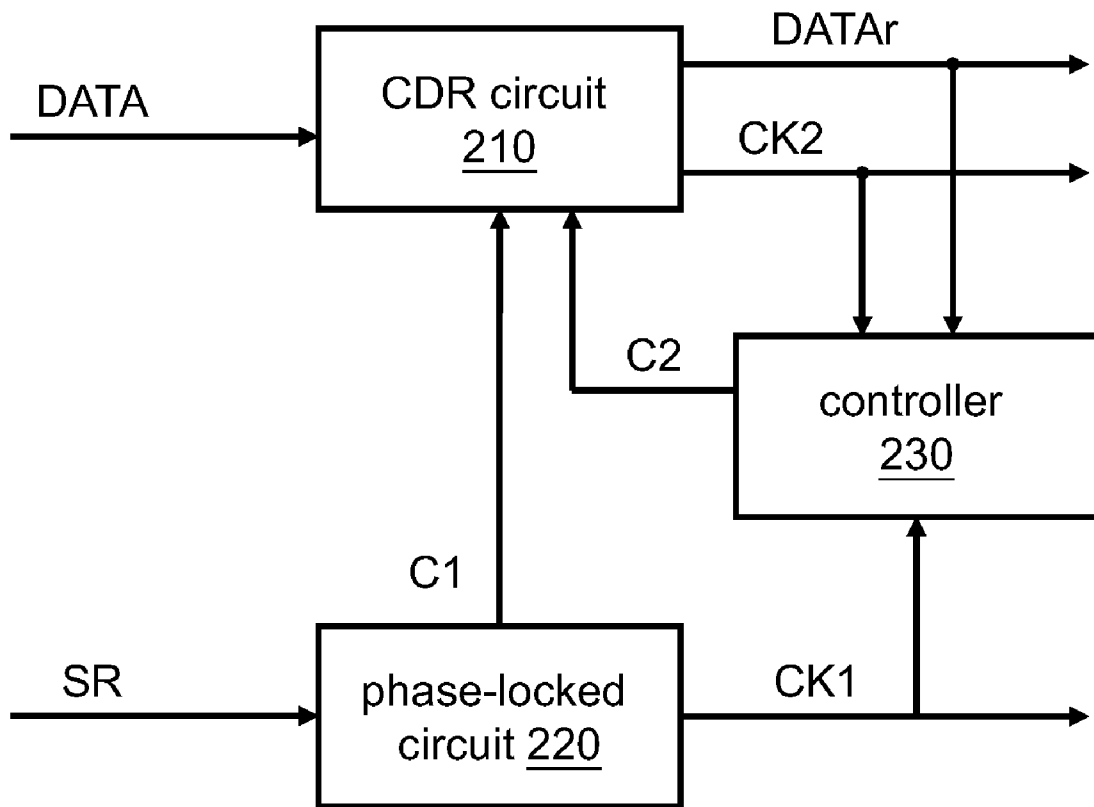 DATAr
CDR circuit
210
DATA
CK2
C2
controller
230
C1
SR
phase-locked
circuit 220
CK1